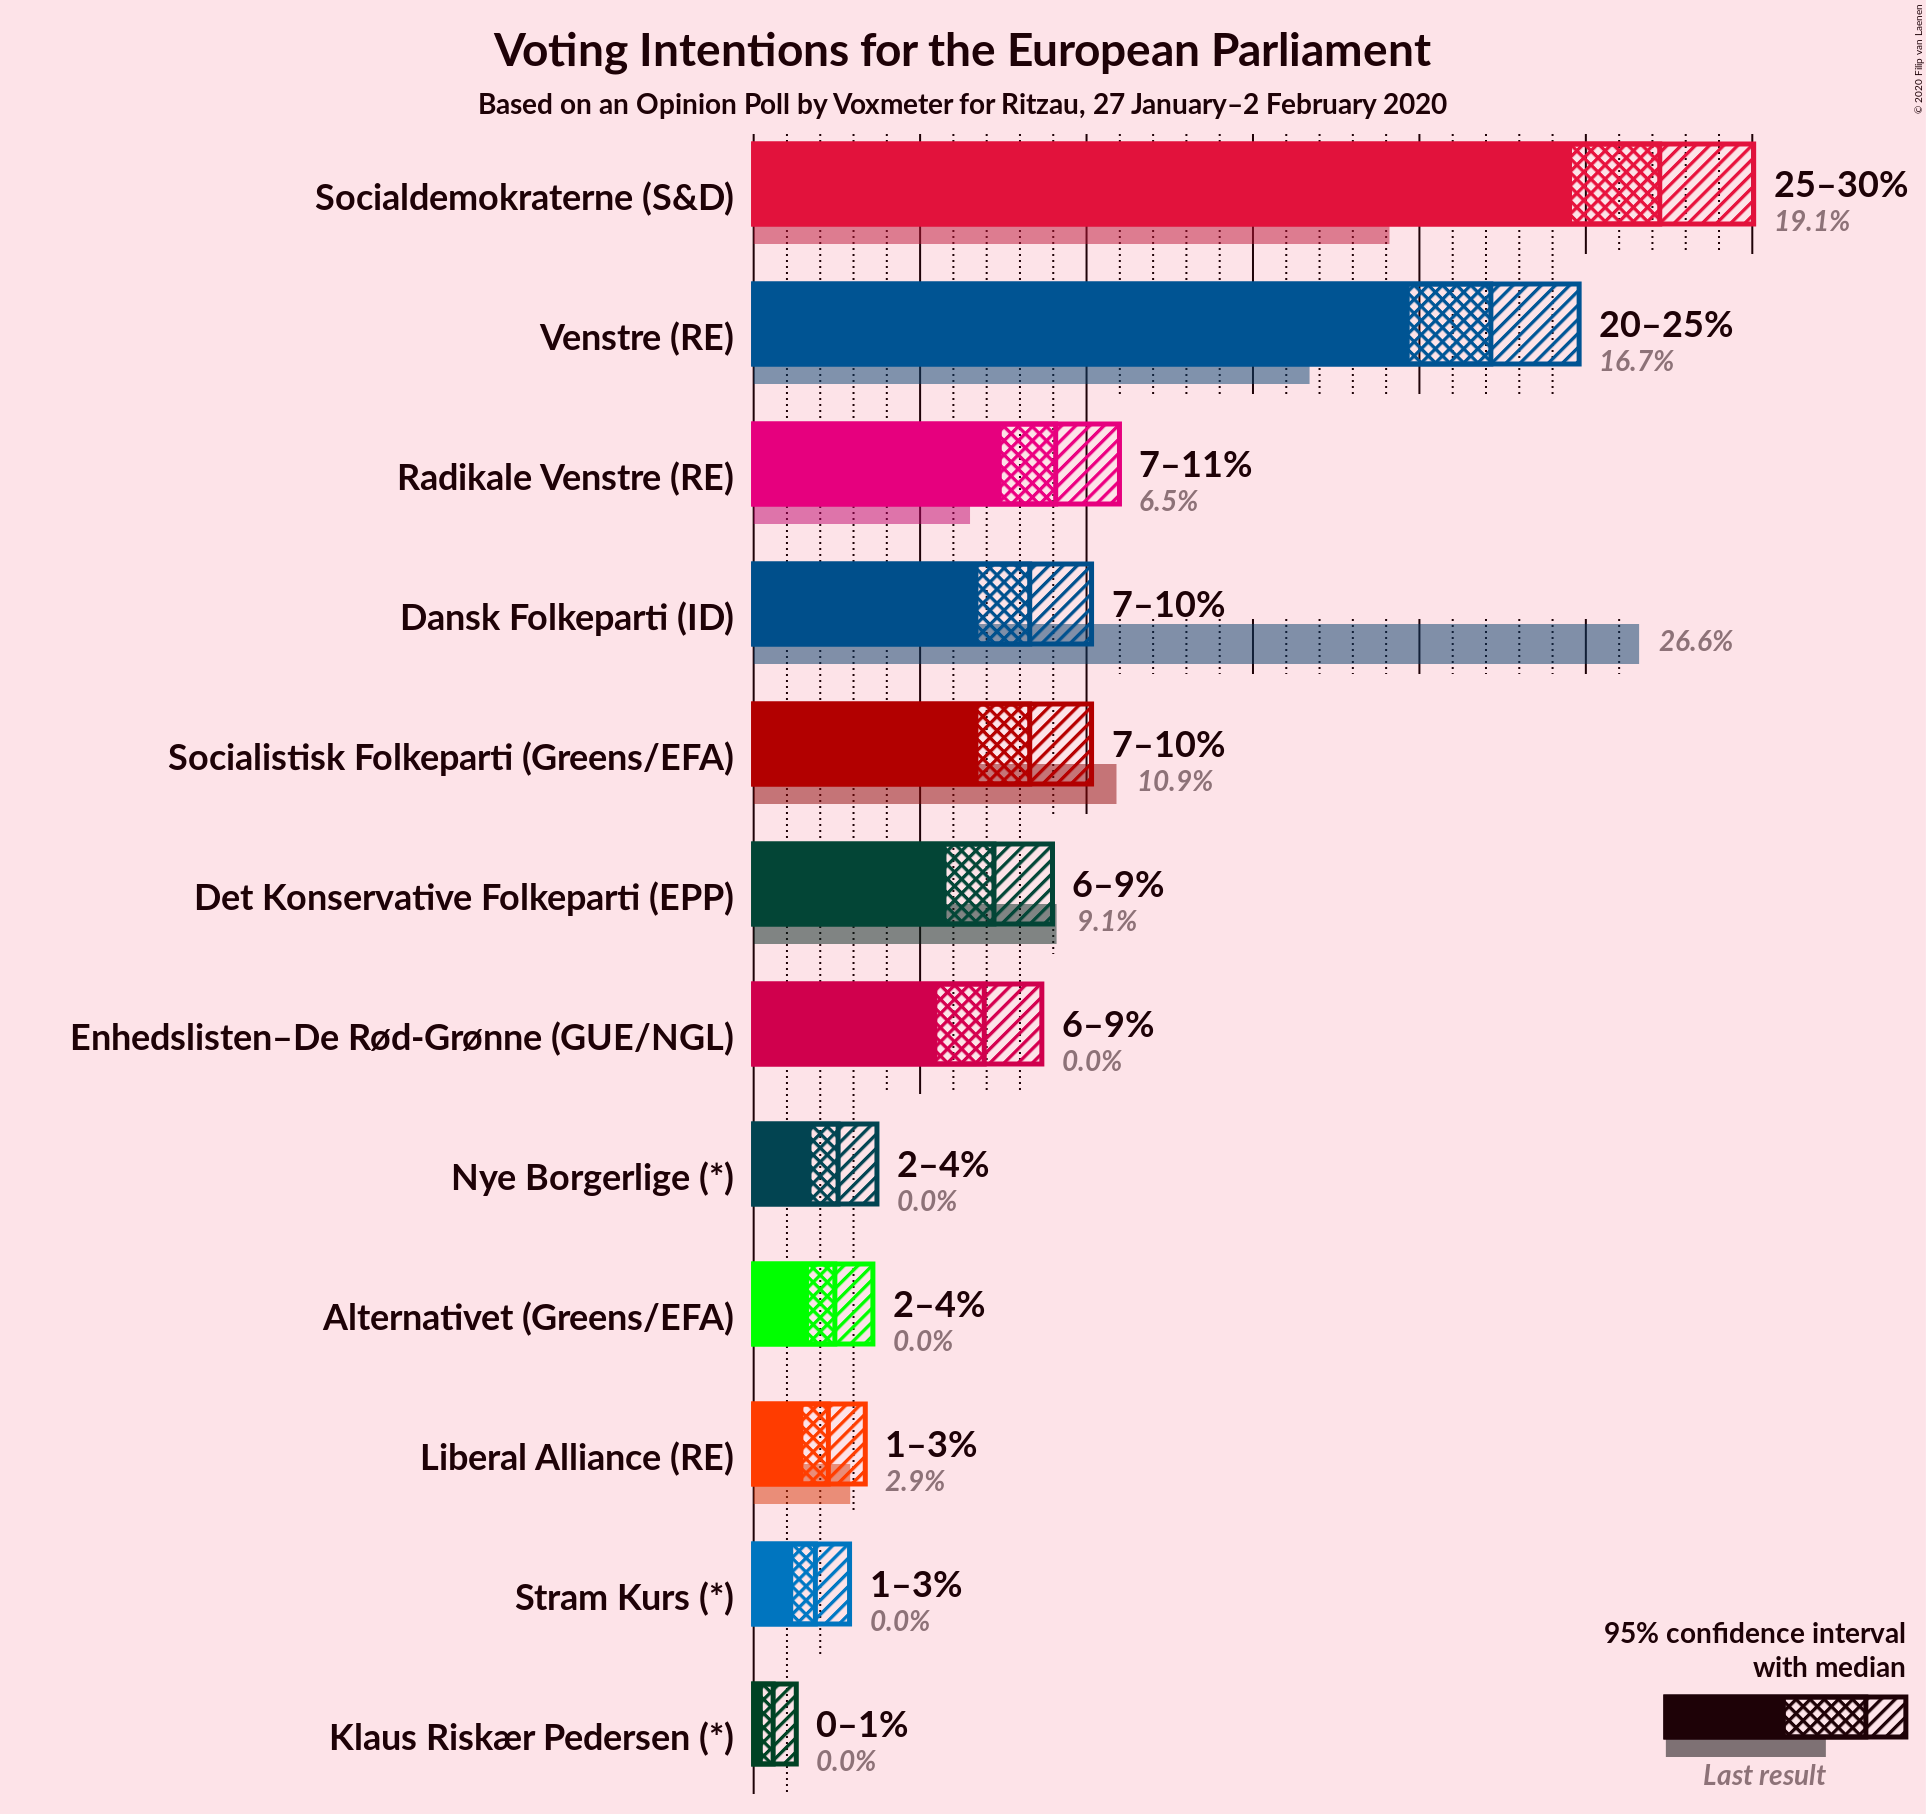 Voting Intentions for the European Parliament
Based on an Opinion Poll by Voxmeter for Ritzau, 27 January–2 February 2020
© 2020 Filip van Laenen
Socialdemokraterne (S&D)
25–30%
19.1%
Venstre (RE)
20–25%
16.7%
Radikale Venstre (RE)
7–11%
6.5%
Dansk Folkeparti (ID)
7–10%
26.6%
Socialistisk Folkeparti (Greens/EFA)
7–10%
10.9%
Det Konservative Folkeparti (EPP)
6–9%
9.1%
Enhedslisten–De Rød-Grønne (GUE/NGL)
6–9%
0.0%
Nye Borgerlige (*)
2–4%
0.0%
Alternativet (Greens/EFA)
2–4%
0.0%
Liberal Alliance (RE)
1–3%
2.9%
Stram Kurs (*)
1–3%
0.0%
Klaus Riskær Pedersen (*)
0–1%
0.0%
95% confidence interval
with median
Last result